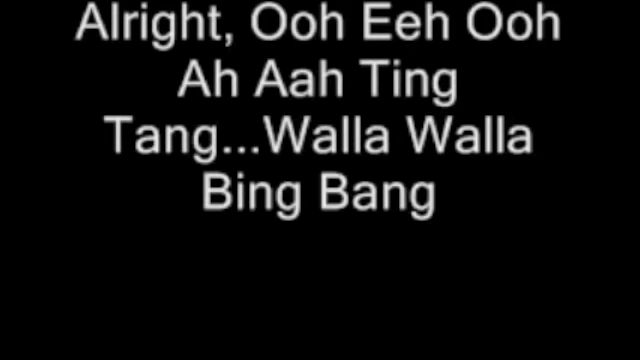 Alright, Ooh Eeh Ooh
Ah Aah Ting
Tang...Walla Walla
Bing Bang